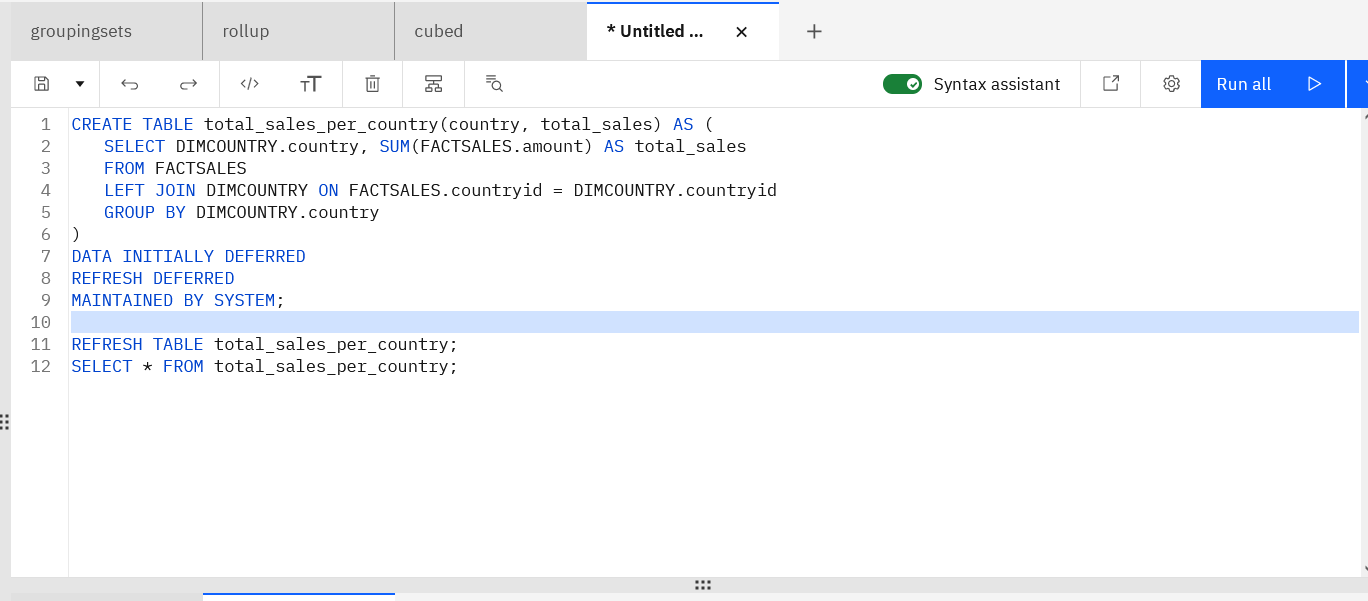 groupingsets rollup cubed * Untitled ...
Syntax assistant Run all
1 CREATE TABLE total_sales_per_country(country, total_sales) AS (
2 SELECT DIMCOUNTRY.country, SUM(FACTSALES.amount) AS total_sales
3 FROM FACTSALES
4 LEFT JOIN DIMCOUNTRY ON FACTSALES.countryid = DIMCOUNTRY.countryid
5 GROUP BY DIMCOUNTRY.country
6 )
7 DATA INITIALLY DEFERRED
8 REFRESH DEFERRED
9 MAINTAINED BY SYSTEM;
10
11 REFRESH TABLE total_sales_per_country;
12 SELECT * FROM total_sales_per_country;